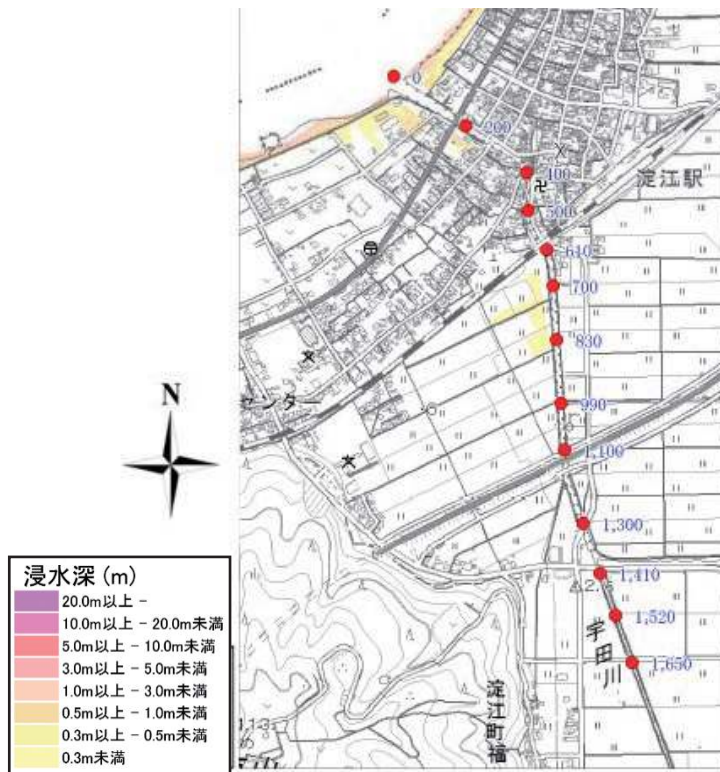 0
200
400
淀江駅
500
610
700
830
センター
990
1,100
1,300
1,410
1,520
1,650
宇田川
淀江町福
N
浸水深 (m)
20.0m以上 -
10.0m以上 - 20.0m未満
5.0m以上 - 10.0m未満
3.0m以上 - 5.0m未満
1.0m以上 - 3.0m未満
0.5m以上 - 1.0m未満
0.3m以上 - 0.5m未満
0.3m未満